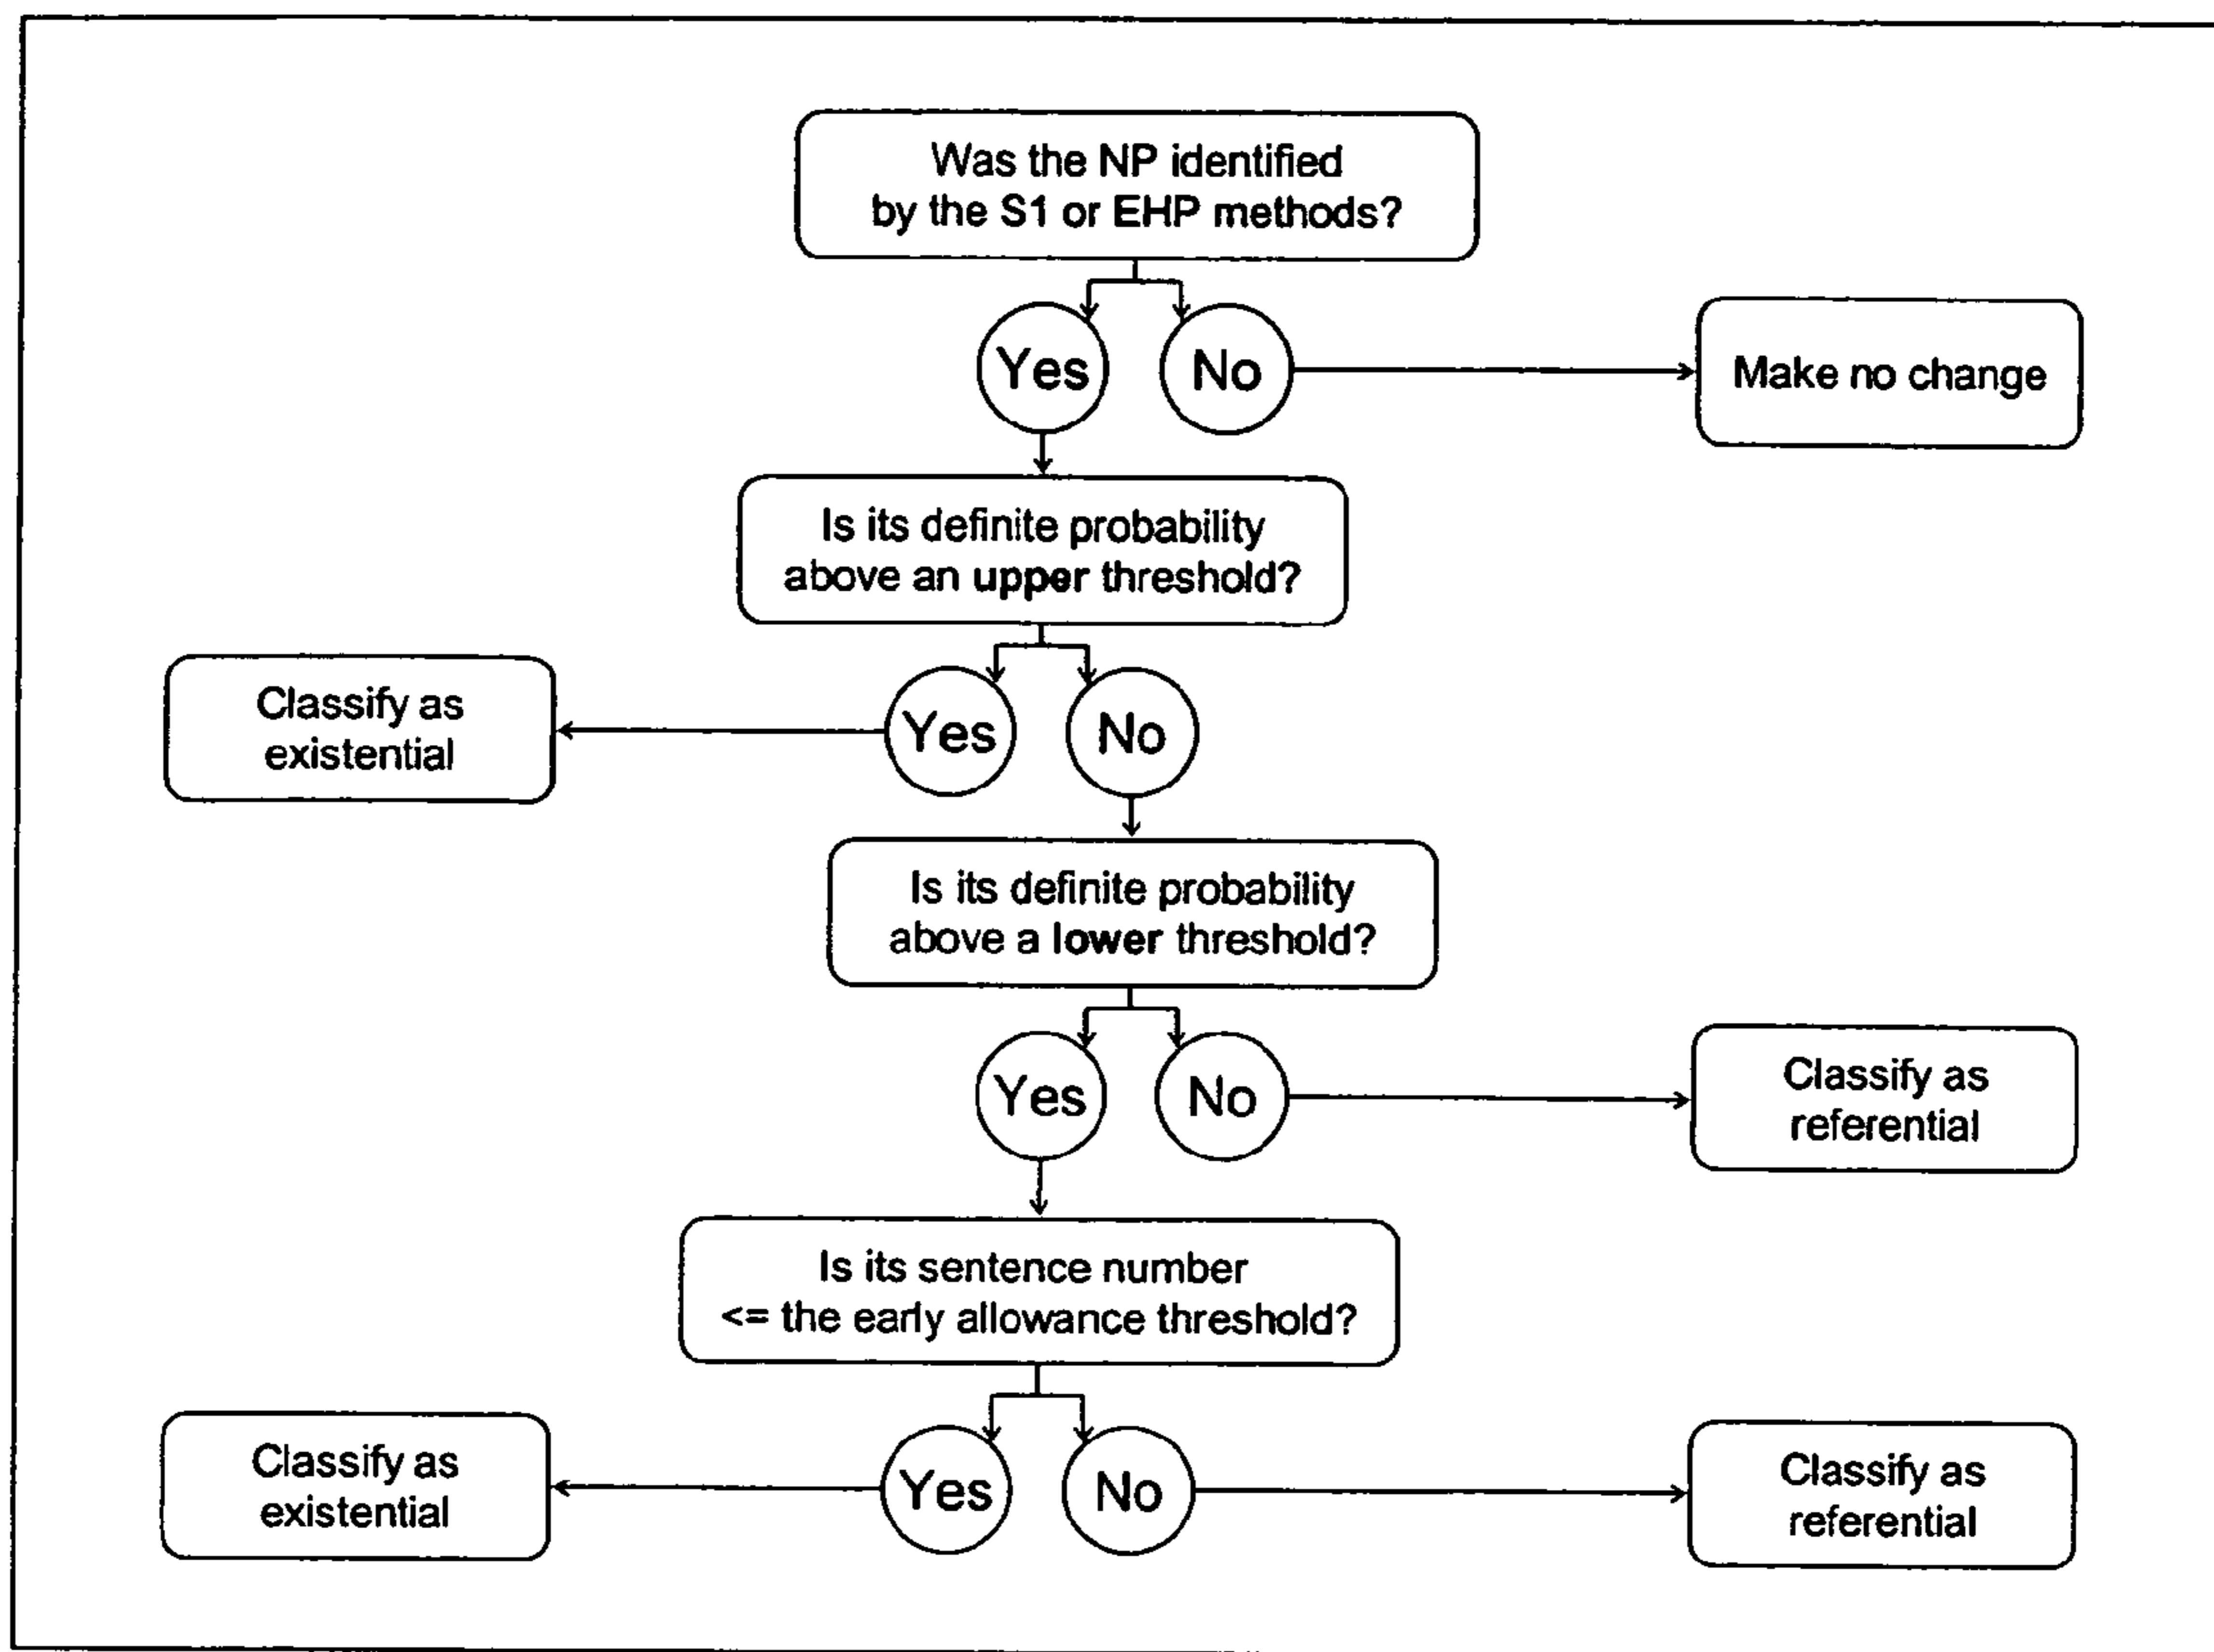 Was the NP identified
by the S1 or EHP methods?
Yes
No
Make no change
Is its definite probability
above an upper threshold?
Classify as
existential
Yes
No
Is its definite probability
above a lower threshold?
Yes
No
Classify as
referential
Is its sentence number
<= the early allowance threshold?
Classify as
existential
Yes
No
Classify as
referential